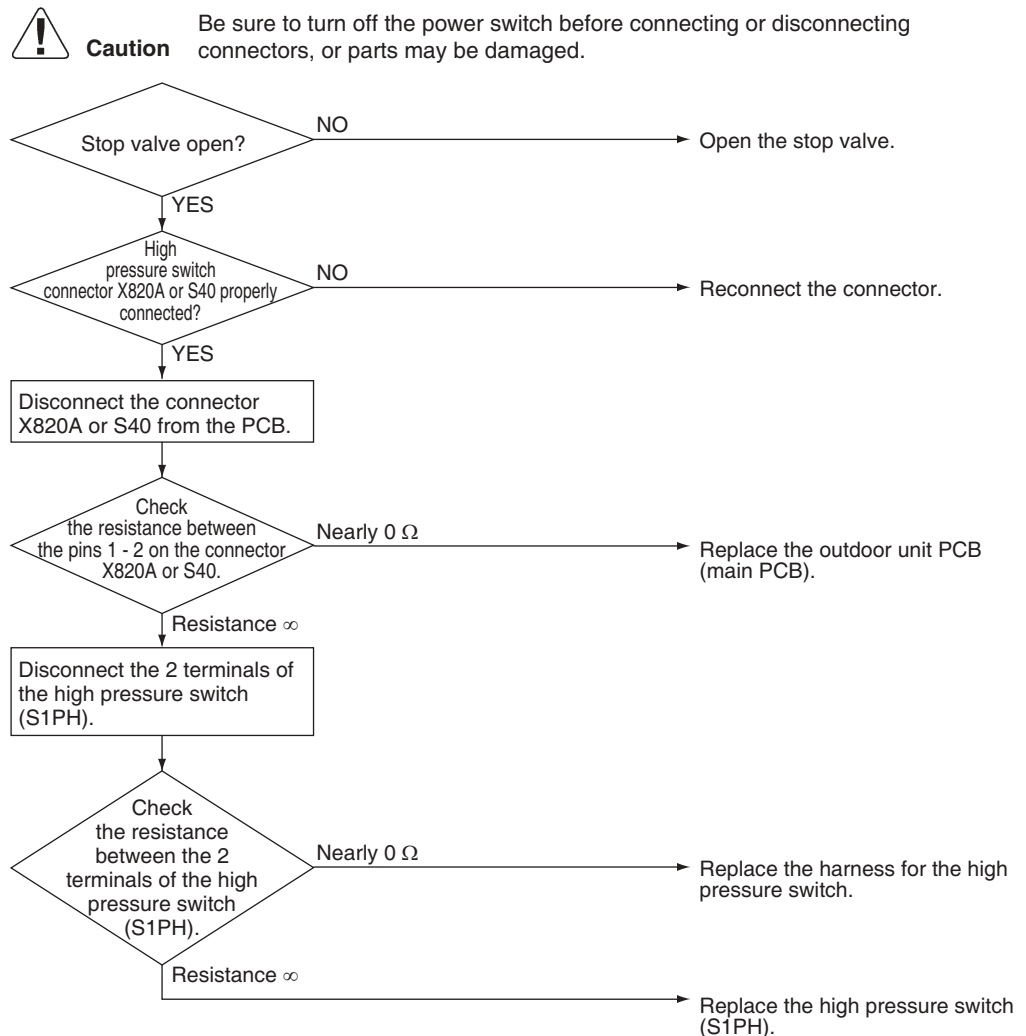 Caution
Be sure to turn off the power switch before connecting or disconnecting
connectors, or parts may be damaged.
Stop valve open?
NO
Open the stop valve.
YES
High
pressure switch
connector X820A or S40 properly
connected?
NO
Reconnect the connector.
YES
Disconnect the connector
X820A or S40 from the PCB.
Check
the resistance between
the pins 1 - 2 on the connector
X820A or S40.
Nearly 0 Ω
Replace the outdoor unit PCB
(main PCB).
Resistance ∞
Disconnect the 2 terminals of
the high pressure switch
(S1PH).
Check
the resistance
between the 2
terminals of the high
pressure switch
(S1PH).
Nearly 0 Ω
Replace the harness for the high
pressure switch.
Resistance ∞
Replace the high pressure switch
(S1PH).